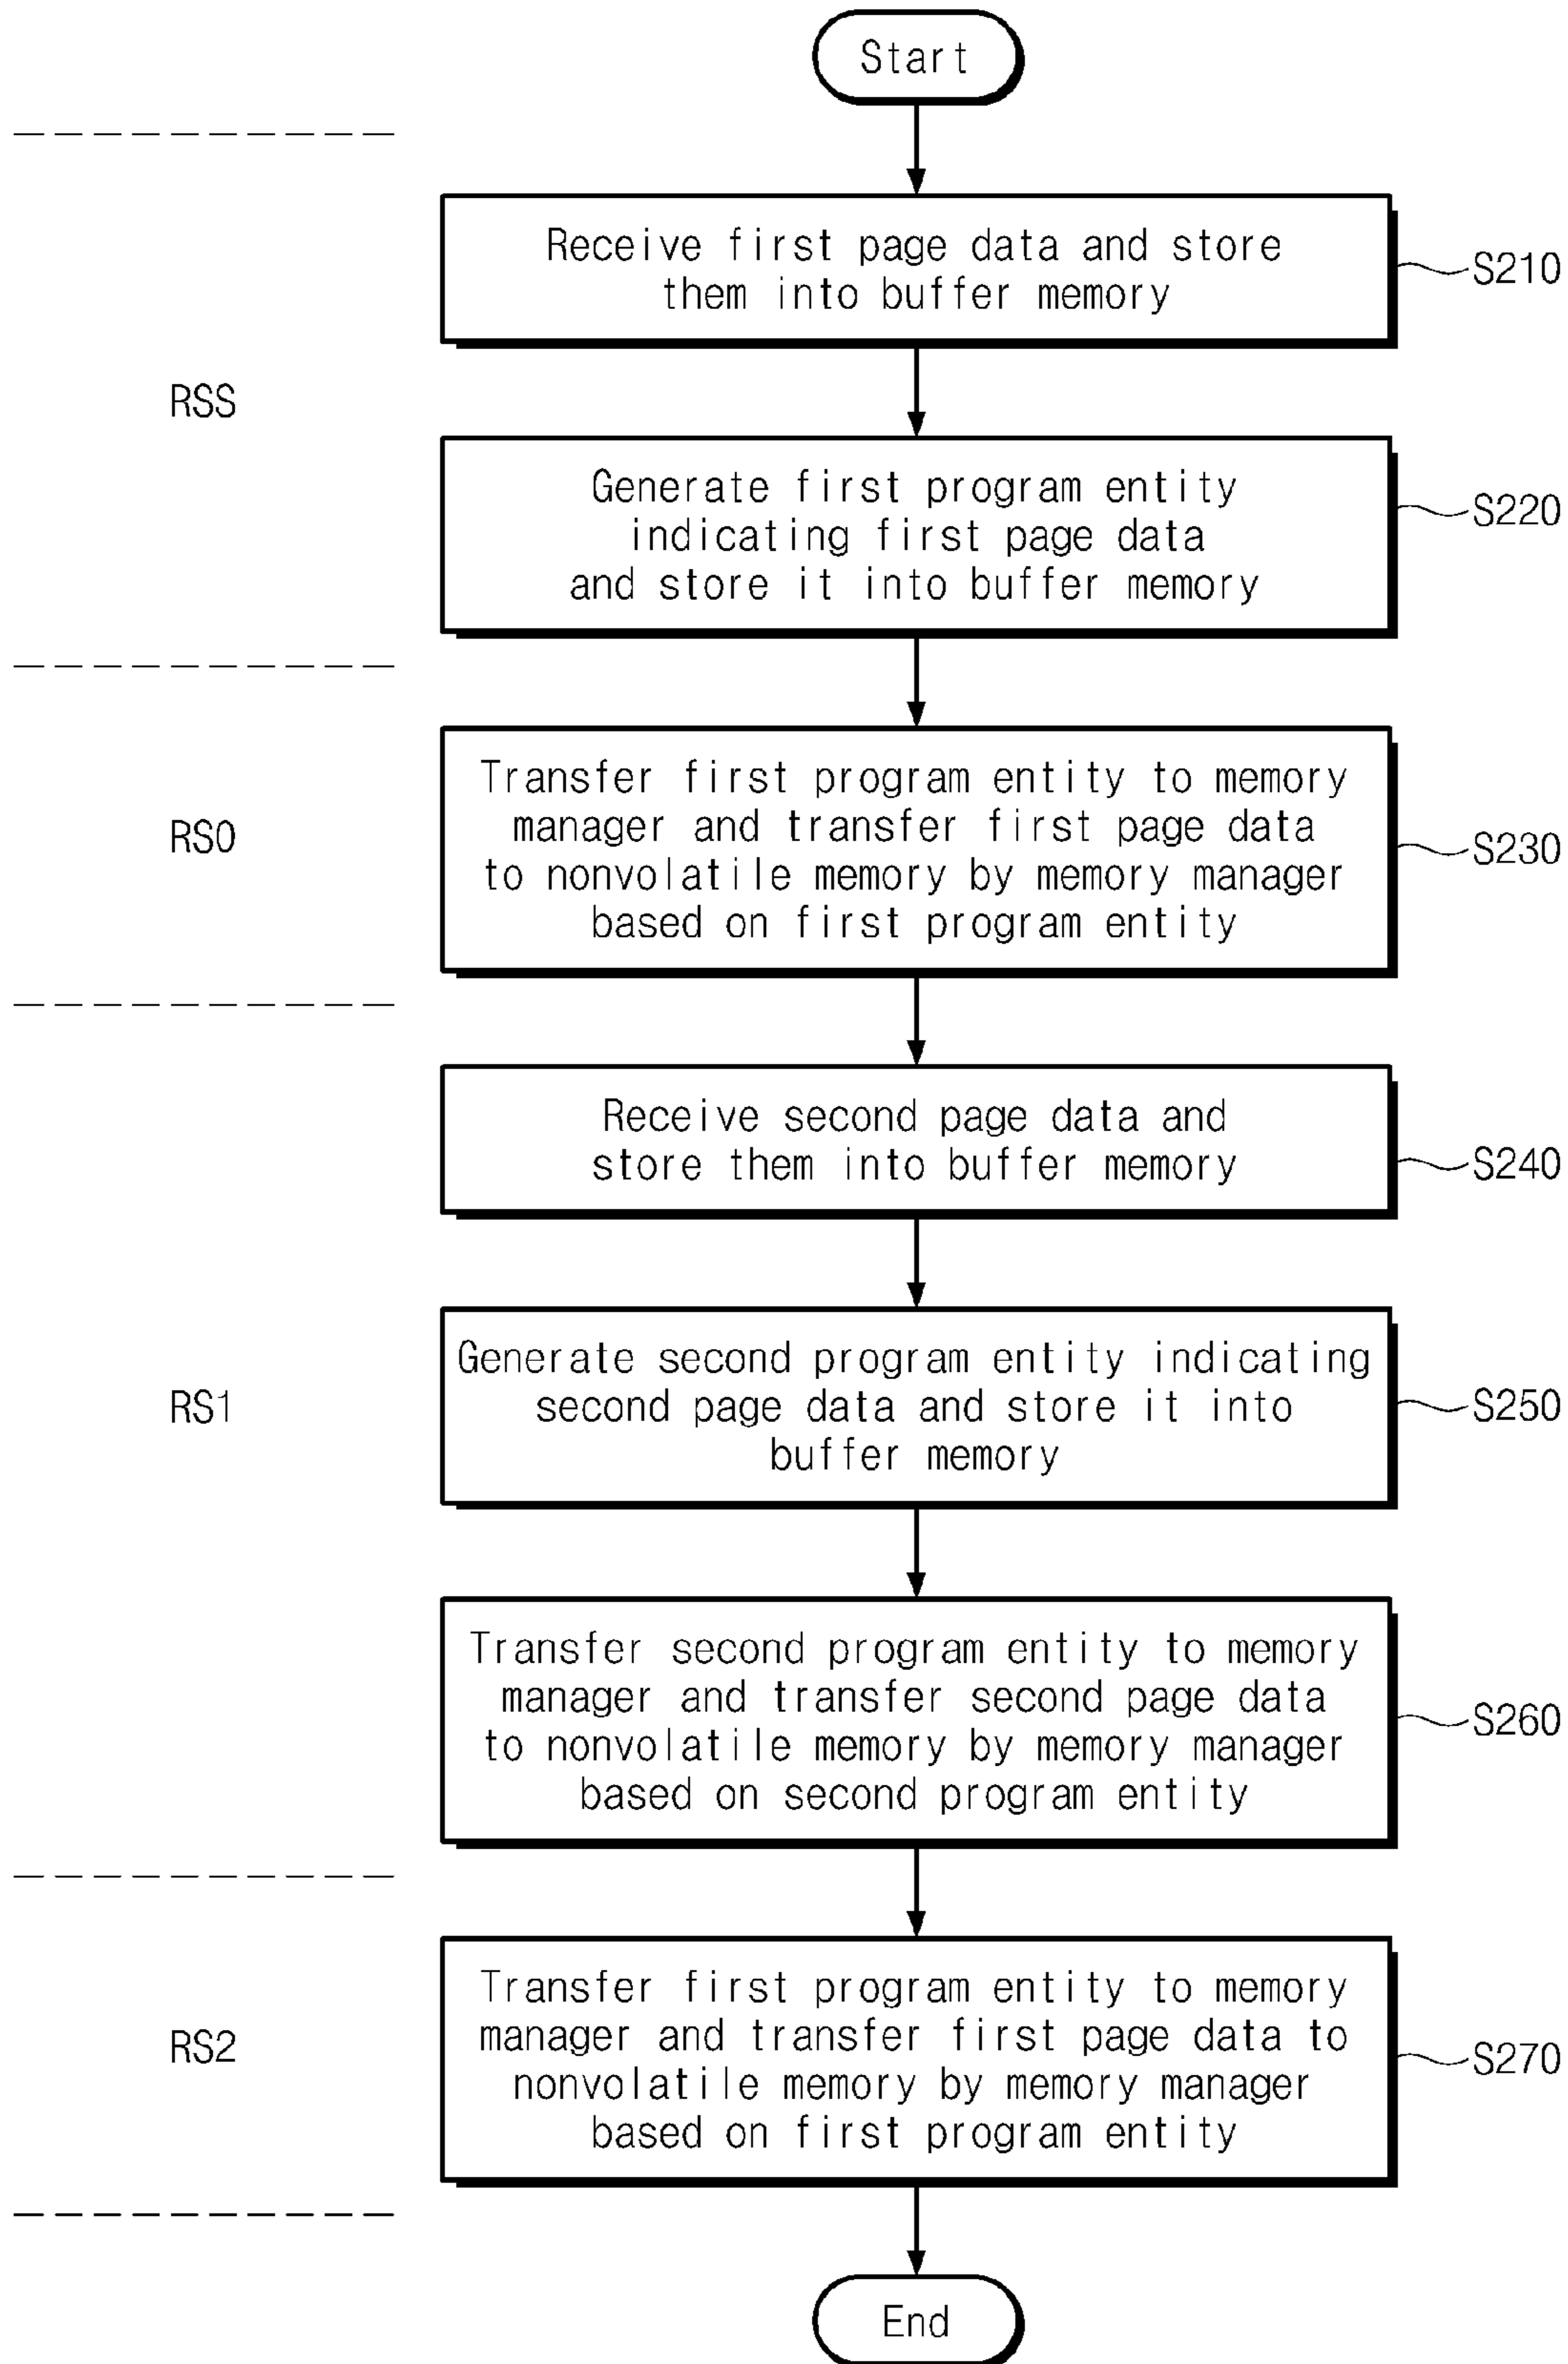 Start
Receive first page data and store
them into buffer memory
S210
RSS
Generate first program entity
indicating first page data
and store it into buffer memory
S220
Transfer first program entity to memory
manager and transfer first page data
to nonvolatile memory by memory manager
based on first program entity
RS0
S230
Receive second page data and
store them into buffer memory
S240
Generate second program entity indicating
second page data and store it into
buffer memory
RS1
S250
Transfer second program entity to memory
manager and transfer second page data
to nonvolatile memory by memory manager
based on second program entity
S260
Transfer first program entity to memory
manager and transfer first page data to
nonvolatile memory by memory manager
based on first program entity
RS2
S270
End